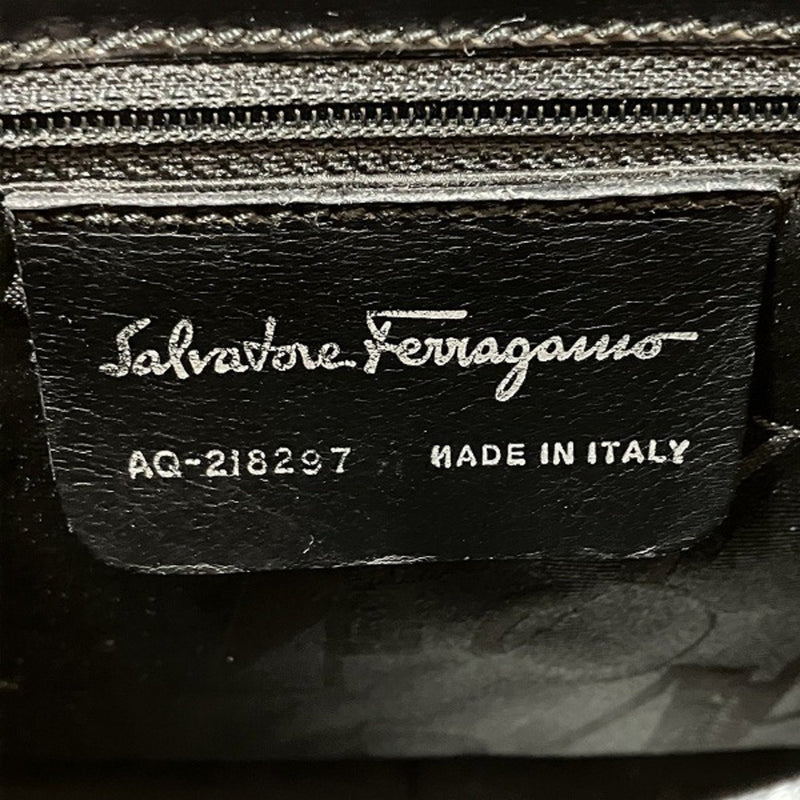 Salvatore Ferragamo
AQ-218297 MADE IN ITALY